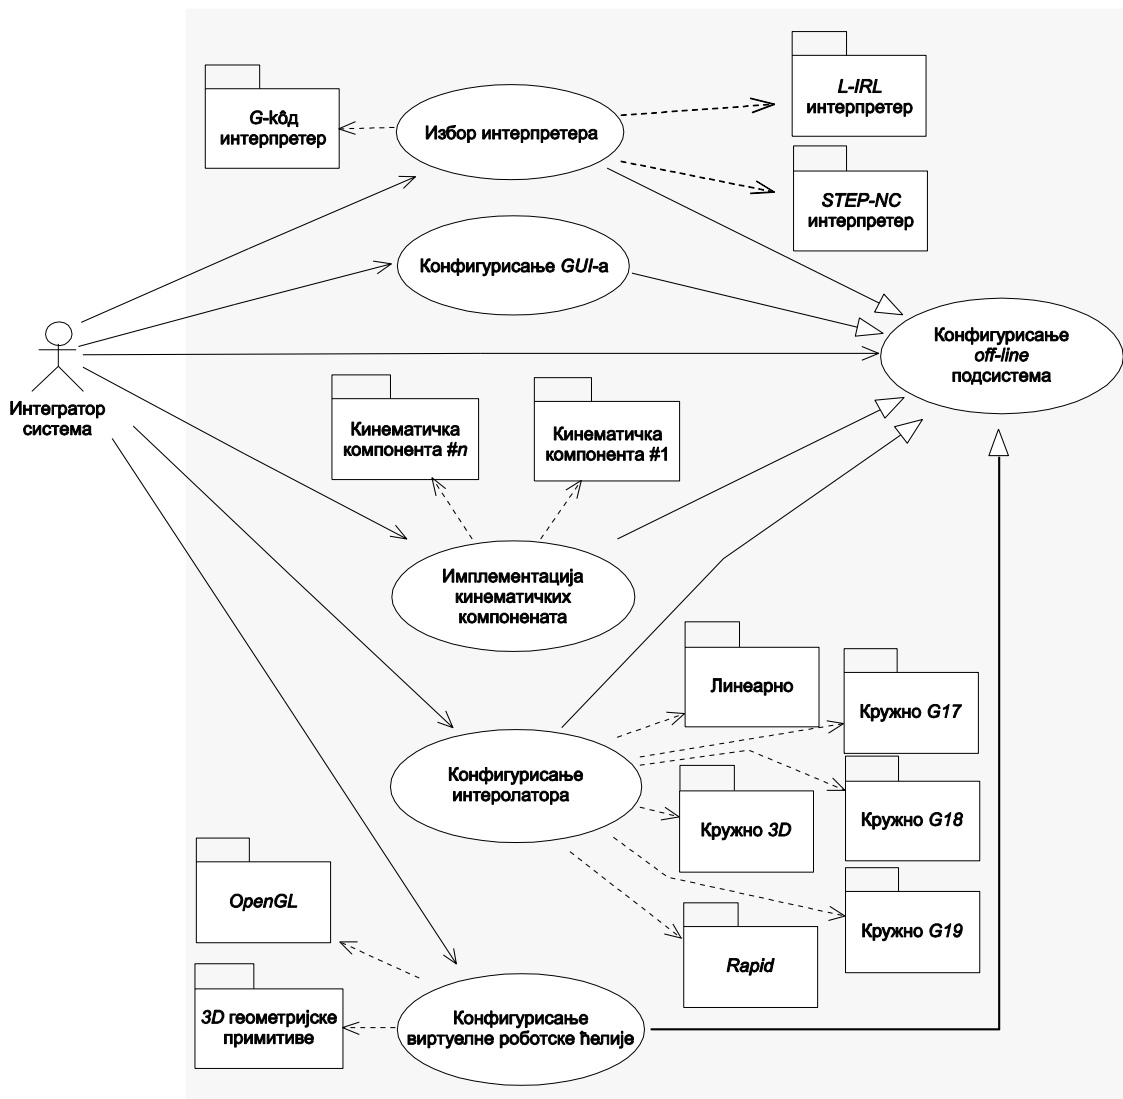 L-IRL
интерпретер
G-кôд
интерпретер
Избор интерпретера
STEP-NC
интерпретер
Конфигурисање GUI-а
Конфигурисање
off-line
подсистема
Интегратор
система
Кинематичка
компонента #n
Кинематичка
компонента #1
Имплементација
кинематичких
компонената
Линеарно
Кружно G17
Конфигурисање
интеролатора
Кружно 3D
Кружно G18
OpenGL
Кружно G19
Rapid
3D геометријске
примитиве
Конфигурисање
виртуелне роботске ћелије